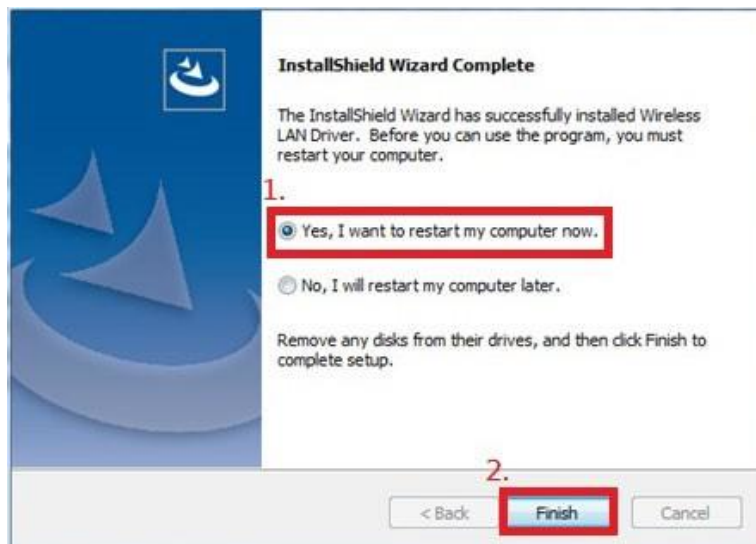 InstallShield Wizard Complete
The InstallShield Wizard has successfully installed Wireless
LAN Driver. Before you can use the program, you must
restart your computer.
1.
Yes, I want to restart my computer now.
No, I will restart my computer later.
Remove any disks from their drives, and then click Finish to
complete setup.
2.
< Back Finish Cancel